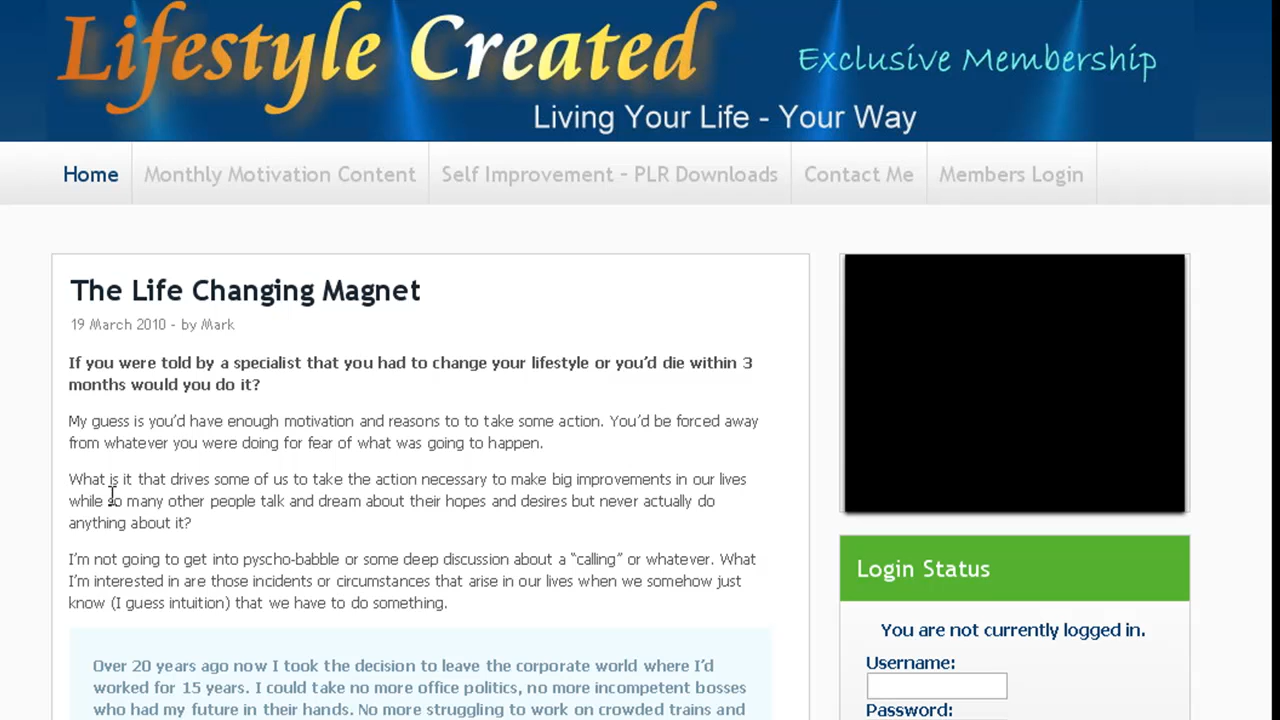 Lifestyle Created
Exclusive Membership
Living Your Life - Your Way
Home
Monthly Motivation Content
Self Improvement - PLR Downloads
Contact Me
Members Login
The Life Changing Magnet
19 March 2010 - by Mark
If you were told by a specialist that you had to change your lifestyle or you'd die within 3
months would you do it?
My guess is you'd have enough motivation and reasons to to take some action. You'd be forced away
from whatever you were doing for fear of what was going to happen.
What is it that drives some of us to take the action necessary to make big improvements in our lives
while so many other people talk and dream about their hopes and desires but never actually do
anything about it?
I'm not going to get into pyscho-babble or some deep discussion about a “calling” or whatever. What
I'm interested in are those incidents or circumstances that arise in our lives when we somehow just
know (I guess intuition) that we have to do something.
Over 20 years ago now I took the decision to leave the corporate world where I'd
worked for 15 years. I could take no more office politics, no more incompetent bosses
who had my future in their hands. No more struggling to work on crowded trains and
Login Status
You are not currently logged in.
Username:
Password: